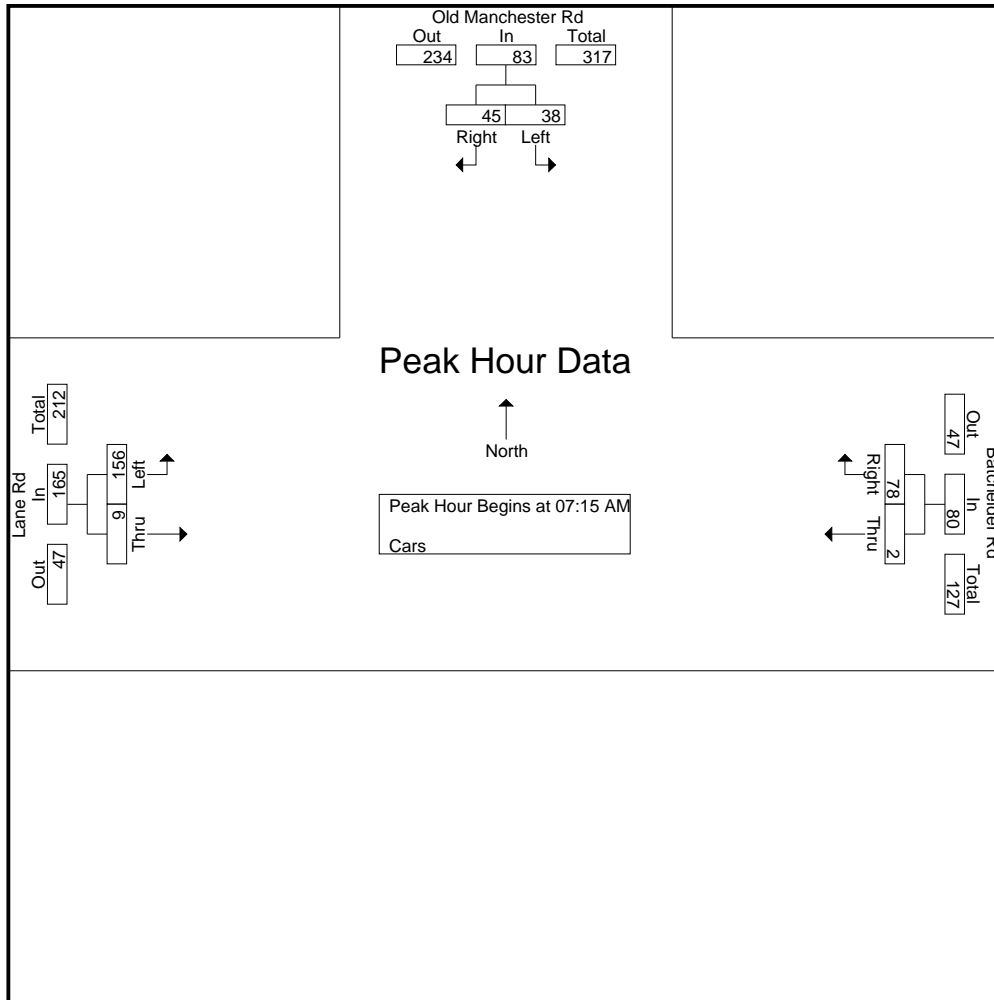 Old Manchester Rd
Out In Total
234 83 317
45 38
Right Left
Peak Hour Data
North
Peak Hour Begins at 07:15 AM
Cars
Lane Rd
Out In Total
47 165 212
156 9
Left Thru
Batchelder Rd
Out In Total
47 80 127
78 2
Right Thru